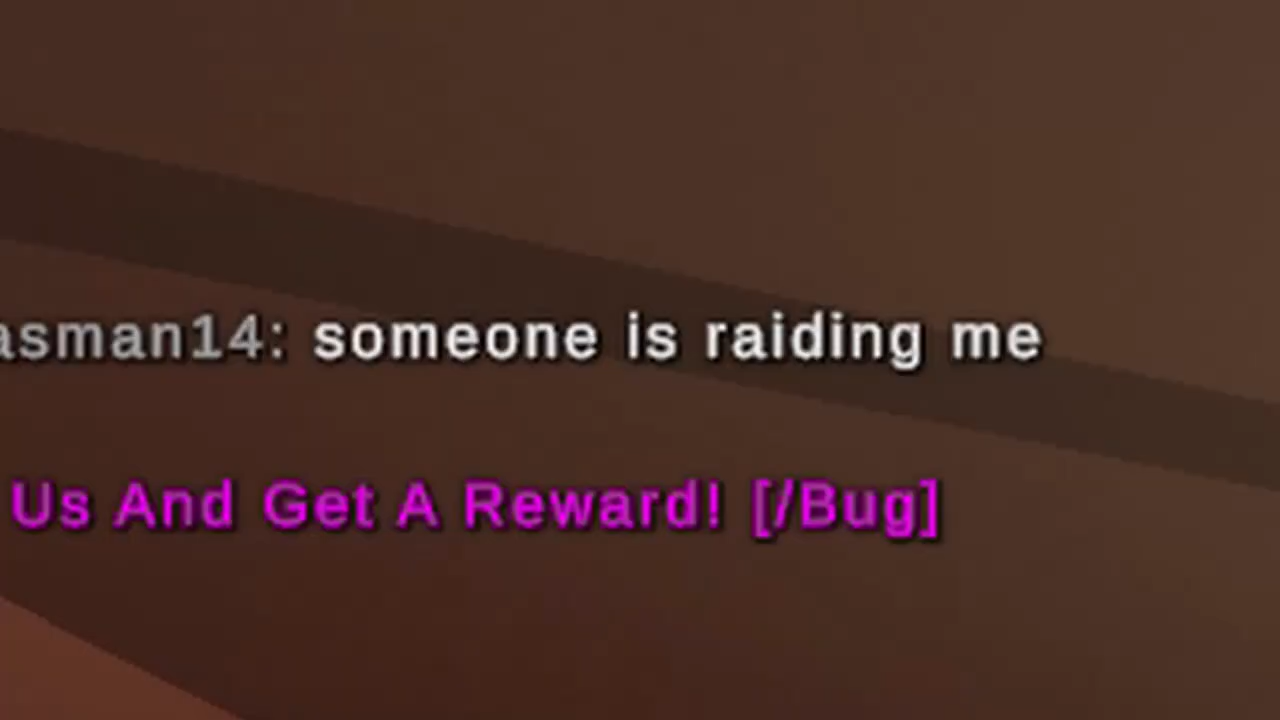 asman14: someone is raiding me
Us And Get A Reward! [/Bug]